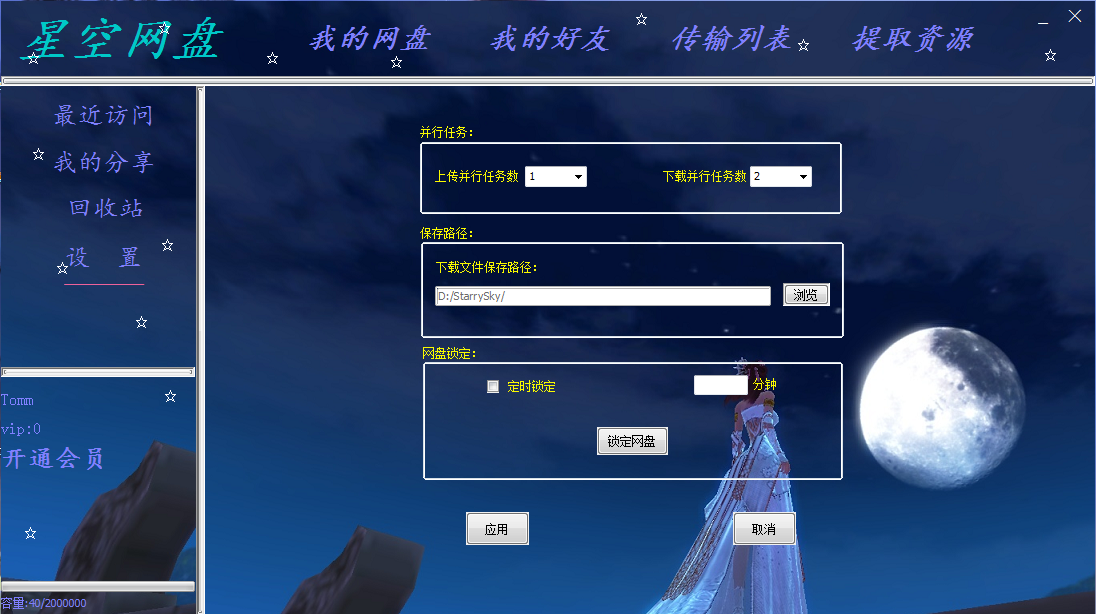 星空网盘 我的网盘 我的好友 传输列表 提取资源
最近访问
我的分享
回收站
设 置
Tomm
vip:0
开通会员
容量:40/2000000
并行任务:
上传并行任务数 1 下载并行任务数 2
保存路径:
下载文件保存路径:
D:/StarrySky/ 浏览
网盘锁定:
定时锁定 分钟
锁定网盘
应用 取消